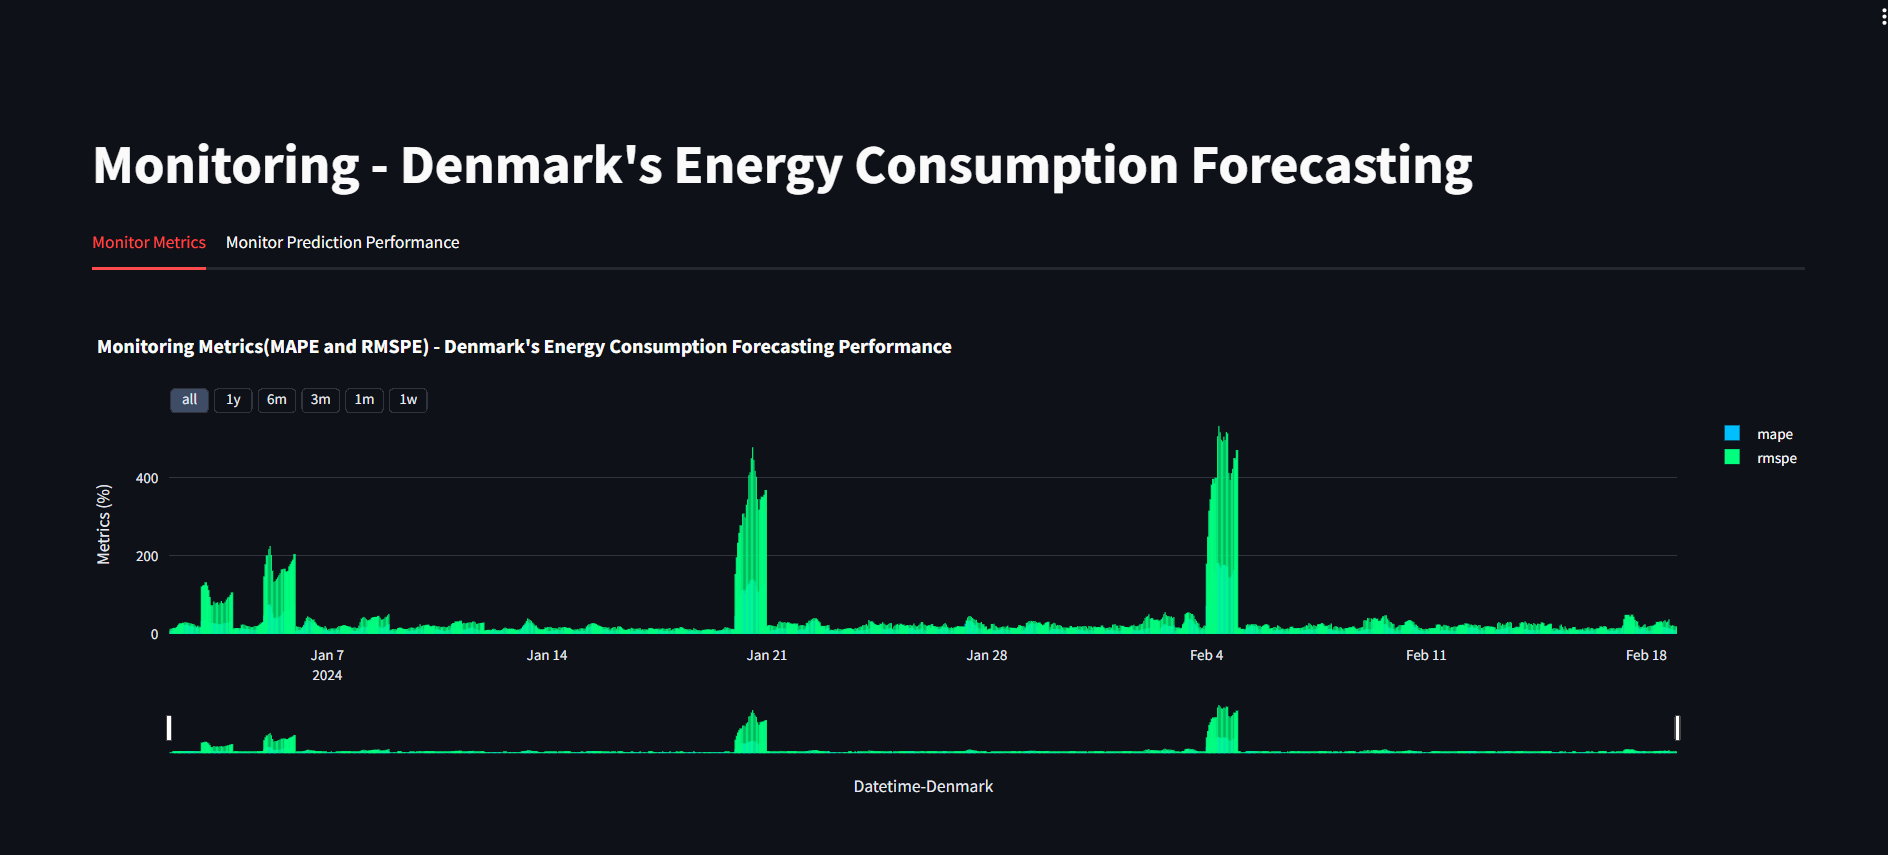 Monitoring - Denmark's Energy Consumption Forecasting
Monitor Metrics Monitor Prediction Performance
Monitoring Metrics(MAPE and RMSPE) - Denmark's Energy Consumption Forecasting Performance
all 1y 6m 3m 1m 1w
mape
rmspe
Metrics (%)
400
200
0
Jan 7 Jan 14 Jan 21 Jan 28 Feb 4 Feb 11 Feb 18
2024
Datetime-Denmark